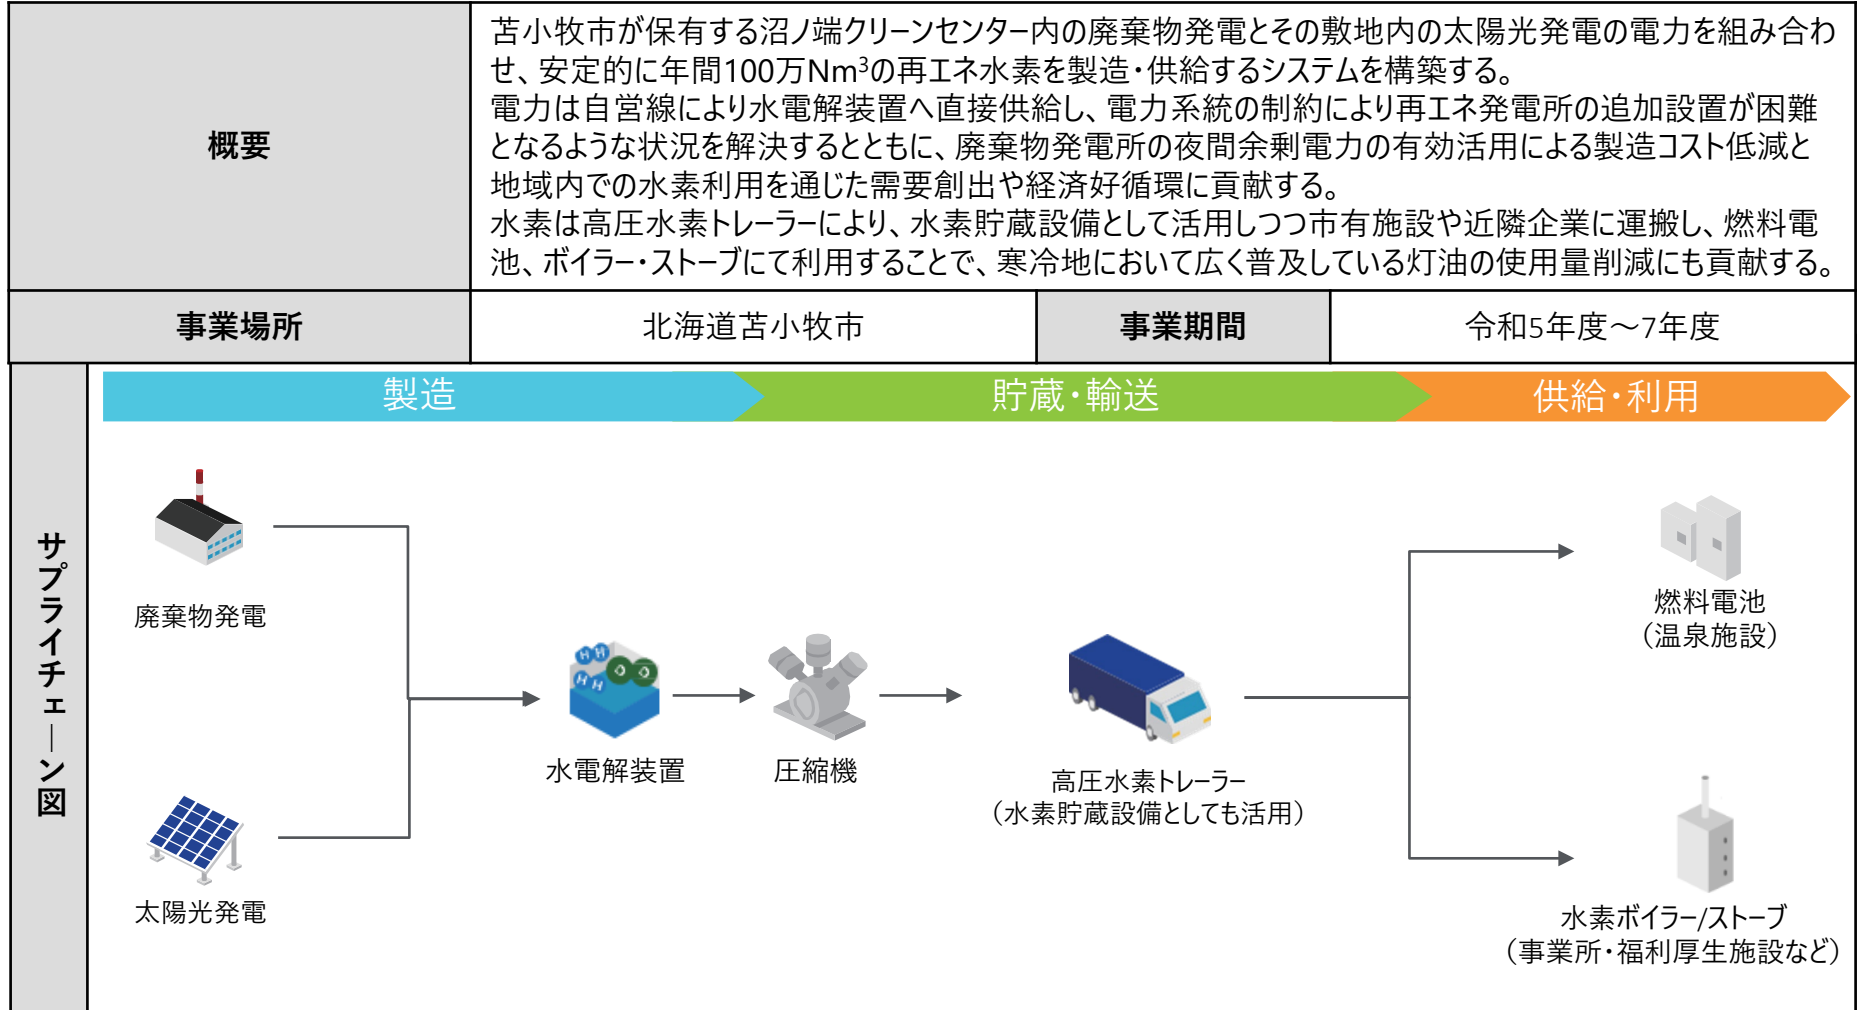 概要
苫小牧市が保有する沼ノ端クリーンセンター内の廃棄物発電とその敷地内の太陽光発電の電力を組み合わ
せ、安定的に年間100万Nm³の再エネ水素を製造・供給するシステムを構築する。
電力は自営線により水電解装置へ直接供給し、電力系統の制約により再エネ発電所の追加設置が困難
となるような状況を解決するとともに、廃棄物発電所の夜間余剰電力の有効活用による製造コスト低減と
地域内での水素利用を通じた需要創出や経済好循環に貢献する。
水素は高圧水素トレーラーにより、水素貯蔵設備として活用しつつ市有施設や近隣企業に運搬し、燃料電
池、ボイラー・ストーブにて利用することで、寒冷地において広く普及している灯油の使用量削減にも貢献する。
事業場所
北海道苫小牧市
事業期間
令和5年度～7年度
サプライチェーン図
製造
貯蔵・輸送
供給・利用
廃棄物発電
太陽光発電
H H
H H
O O
水電解装置
圧縮機
高圧水素トレーラー
（水素貯蔵設備としても活用）
燃料電池
（温泉施設）
水素ボイラー/ストーブ
（事業所・福利厚生施設など）